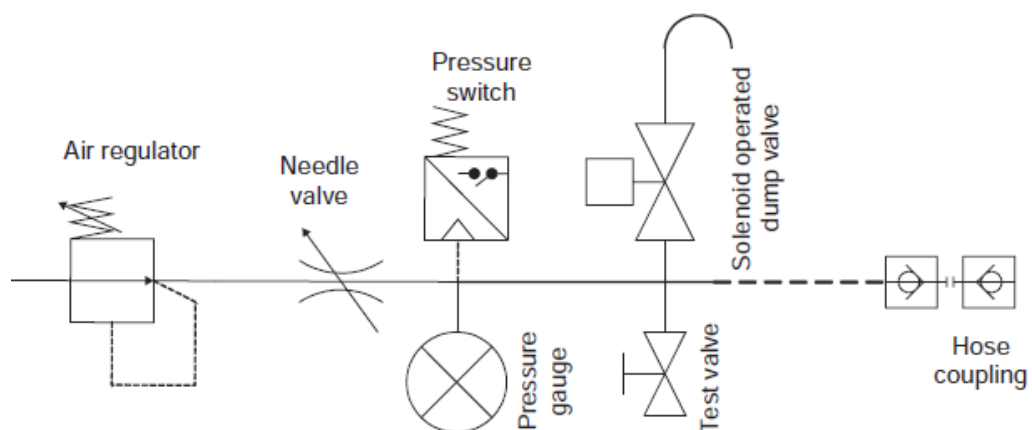 Pressure
switch
Air regulator
Needle
valve
Solenoid operated
dump valve
Pressure
gauge
Test valve
Hose
coupling